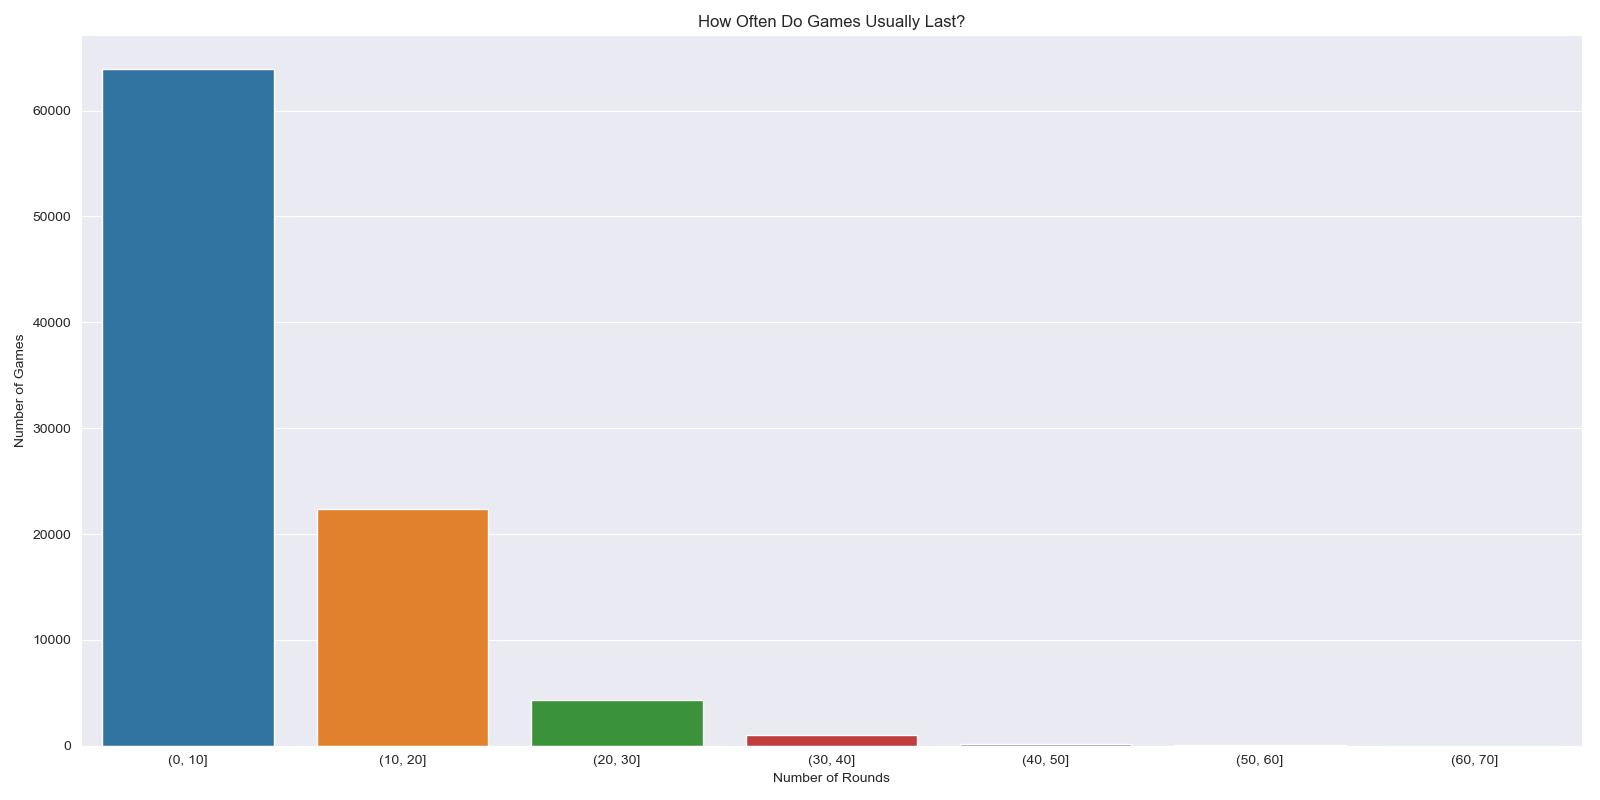 How Often Do Games Usually Last?
Number of Games
60000
50000
40000
30000
20000
10000
0
(0, 10] (10, 20] (20, 30] (30, 40] (40, 50] (50, 60] (60, 70]
Number of Rounds